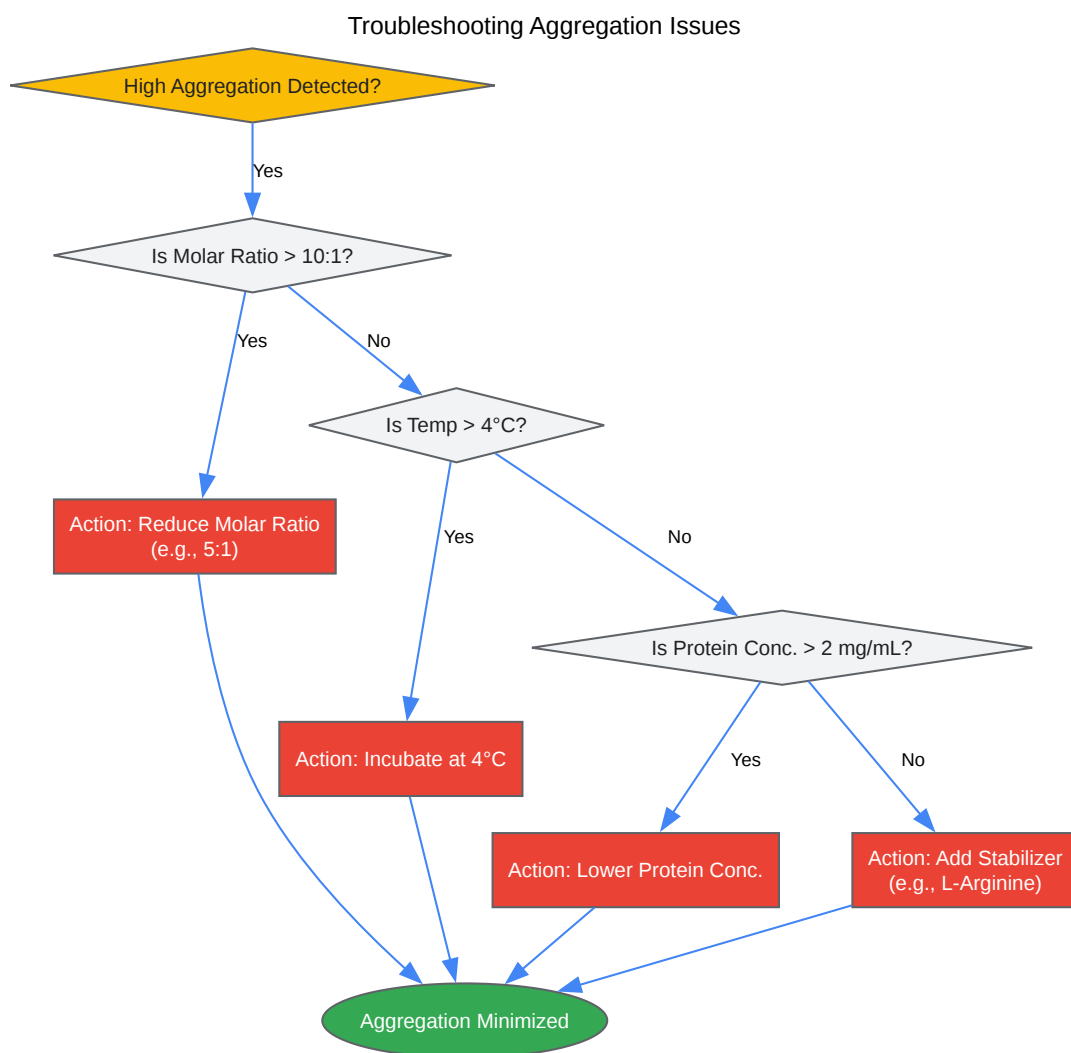 Troubleshooting Aggregation Issues
High Aggregation Detected?
Yes
Is Molar Ratio > 10:1?
Yes
No
Is Temp > 4°C?
Action: Reduce Molar Ratio
(e.g., 5:1)
Yes
No
Is Protein Conc. > 2 mg/mL?
Action: Incubate at 4°C
Yes
No
Action: Lower Protein Conc.
Action: Add Stabilizer
(e.g., L-Arginine)
Aggregation Minimized